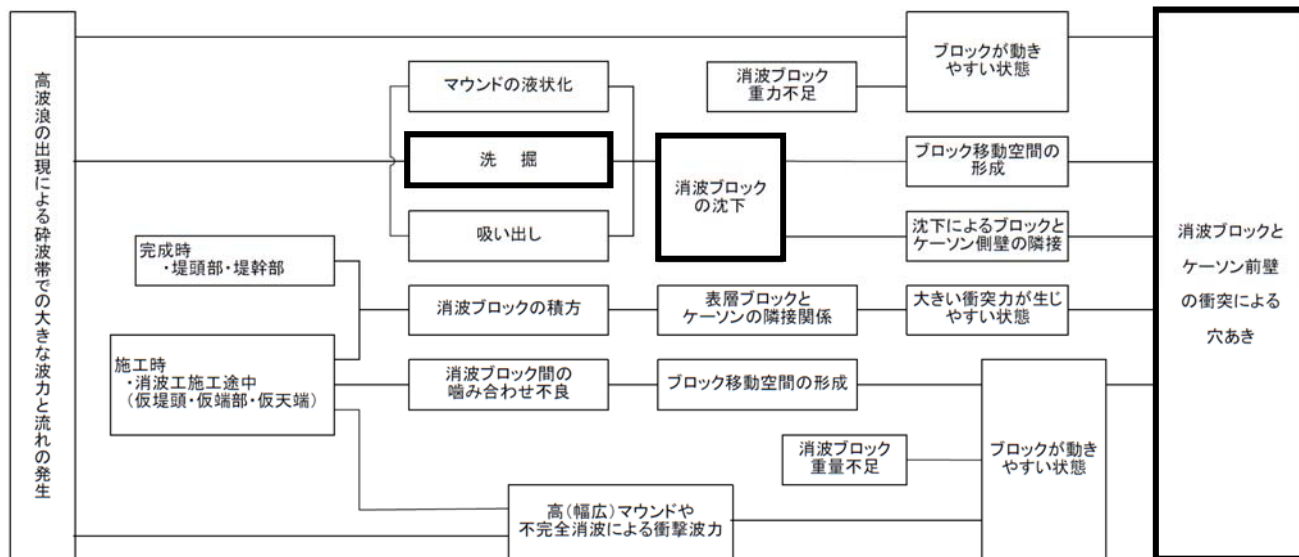 高波浪の出現による砕波帯での大きな波力と流れの発生
ブロックが動き
やすい状態
消波ブロック
重力不足
マウンドの液状化
洗　掘
消波ブロック
の沈下
ブロック移動空間の
形成
吸い出し
沈下によるブロックと
ケーソン側壁の隣接
完成時
・堤頭部・堤幹部
消波ブロックの積方
表層ブロックと
ケーソンの隣接関係
大きい衝突力が生じ
やすい状態
施工時
・消波工施工途中
（仮堤頭・仮端部・仮天端）
消波ブロック間の
噛み合わせ不良
ブロック移動空間の形成
消波ブロック
重量不足
ブロックが動き
やすい状態
高（幅広）マウンドや
不完全消波による衝撃波力
消波ブロックと
ケーソン前壁
の衝突による
穴あき